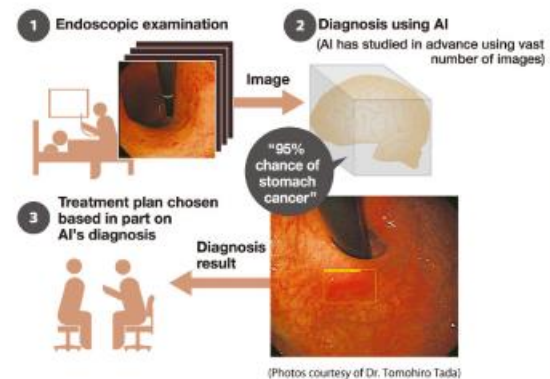 1 Endoscopic examination
2 Diagnosis using AI
(AI has studied in advance using vast
number of images)
Image
"95%
chance of
stomach
cancer"
3 Treatment plan chosen
based in part on
AI's diagnosis
Diagnosis
result
(Photos courtesy of Dr. Tomohiro Tada)